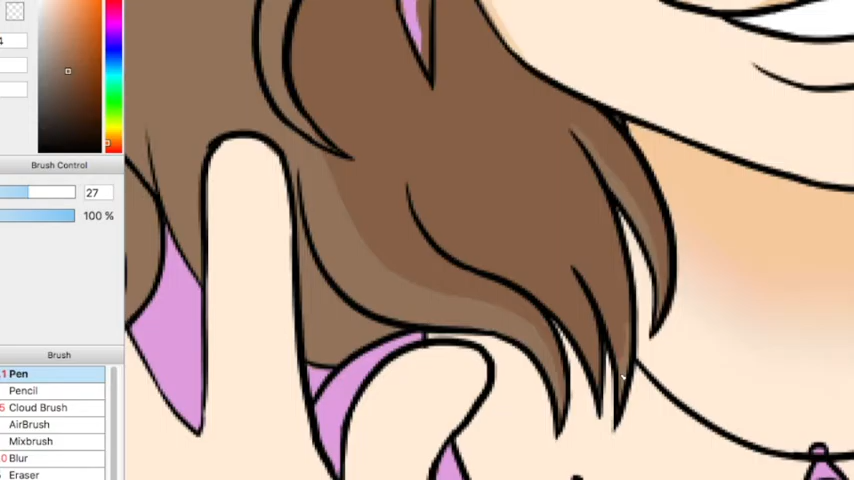 4
Brush Control
27
100 %
Brush
1 Pen
Pencil
5 Cloud Brush
AirBrush
Mixbrush
0 Blur
Eraser